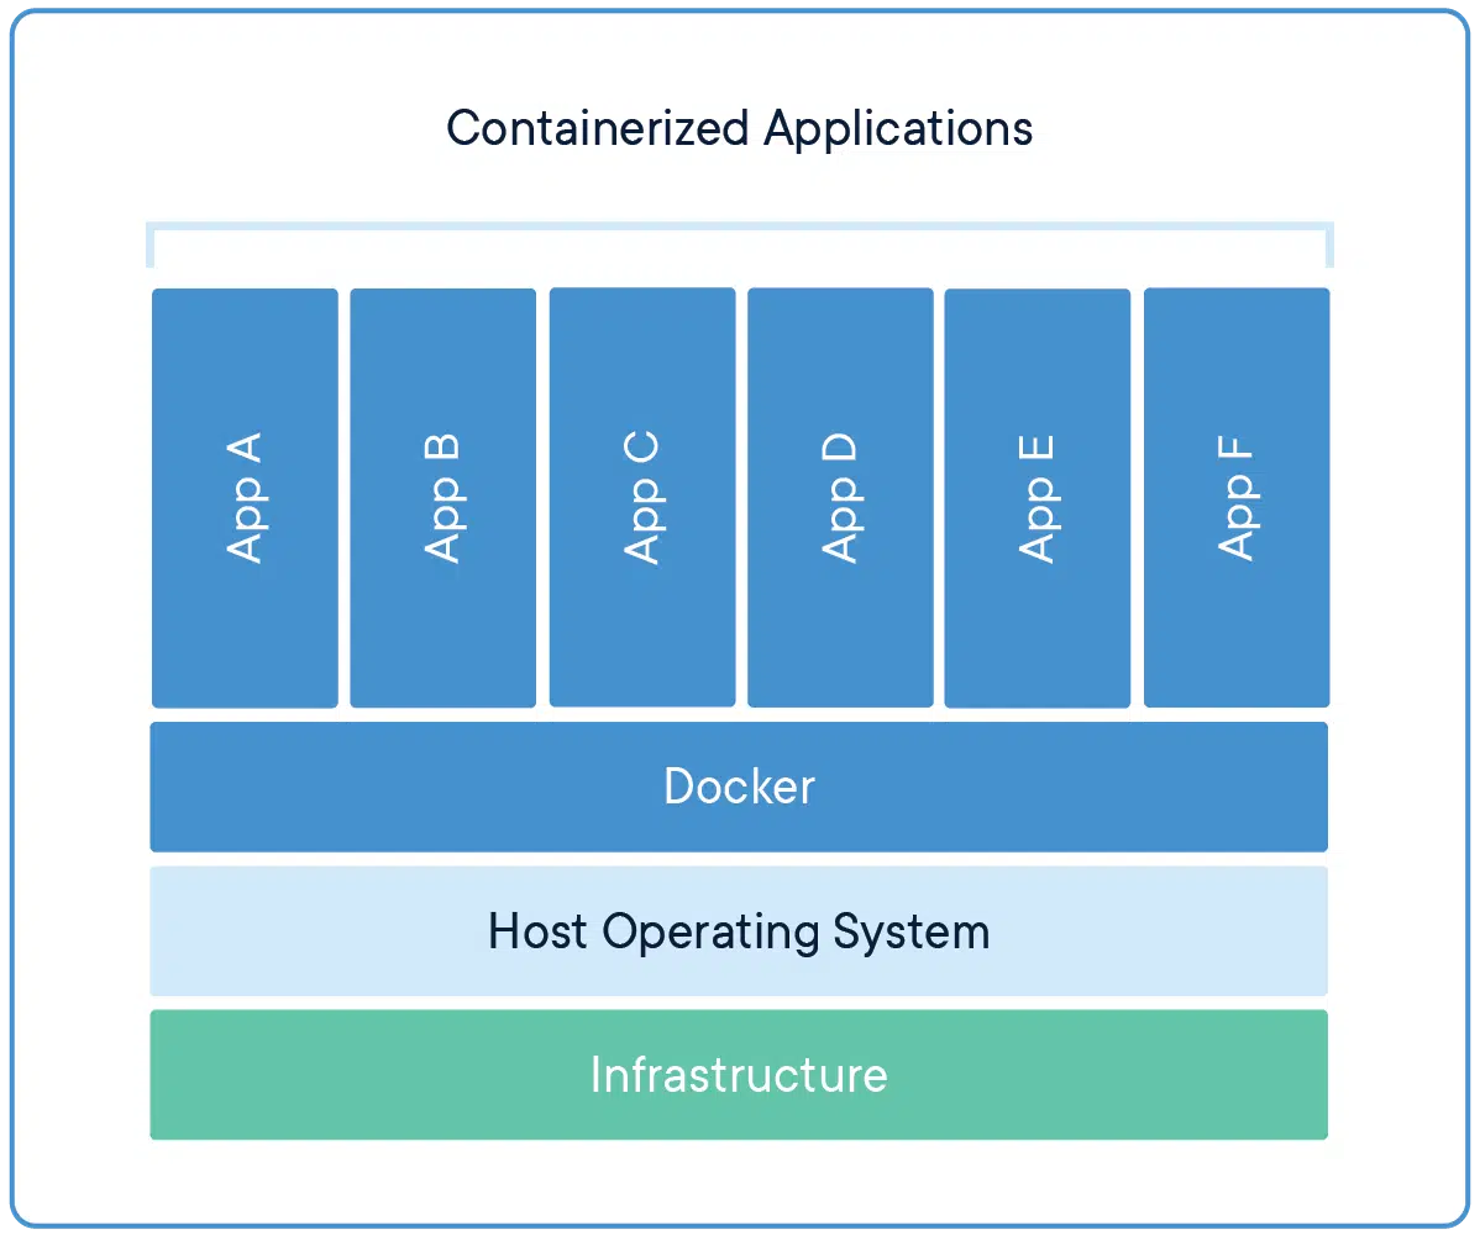 Containerized Applications
App A
App B
App C
App D
App E
App F
Docker
Host Operating System
Infrastructure